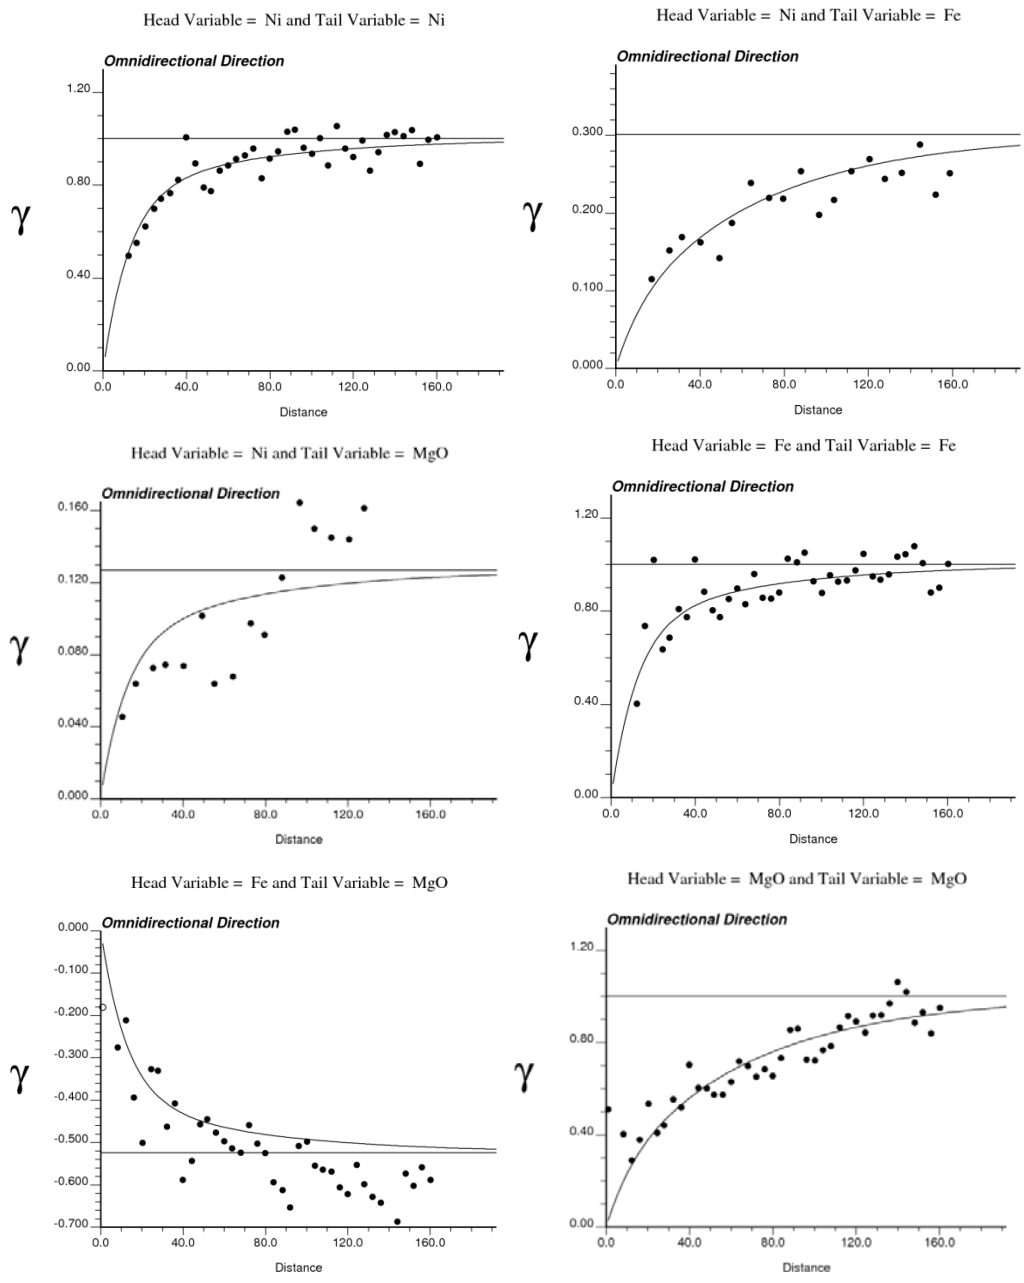 Head Variable = Ni and Tail Variable = Ni
Omnidirectional Direction
1.20
0.80
0.40
0.00
γ
0.0 40.0 80.0 120.0 160.0
Distance
Head Variable = Ni and Tail Variable = Fe
Omnidirectional Direction
0.300
0.200
0.100
0.000
γ
0.0 40.0 80.0 120.0 160.0
Distance
Head Variable = Ni and Tail Variable = MgO
Omnidirectional Direction
0.160
0.120
0.080
0.040
0.000
γ
0.0 40.0 80.0 120.0 160.0
Distance
Head Variable = Fe and Tail Variable = Fe
Omnidirectional Direction
1.20
0.80
0.40
0.00
γ
0.0 40.0 80.0 120.0 160.0
Distance
Head Variable = Fe and Tail Variable = MgO
Omnidirectional Direction
0.000
-0.100
-0.200
-0.300
-0.400
-0.500
-0.600
-0.700
γ
0.0 40.0 80.0 120.0 160.0
Distance
Head Variable = MgO and Tail Variable = MgO
Omnidirectional Direction
1.20
0.80
0.40
0.00
γ
0.0 40.0 80.0 120.0 160.0
Distance